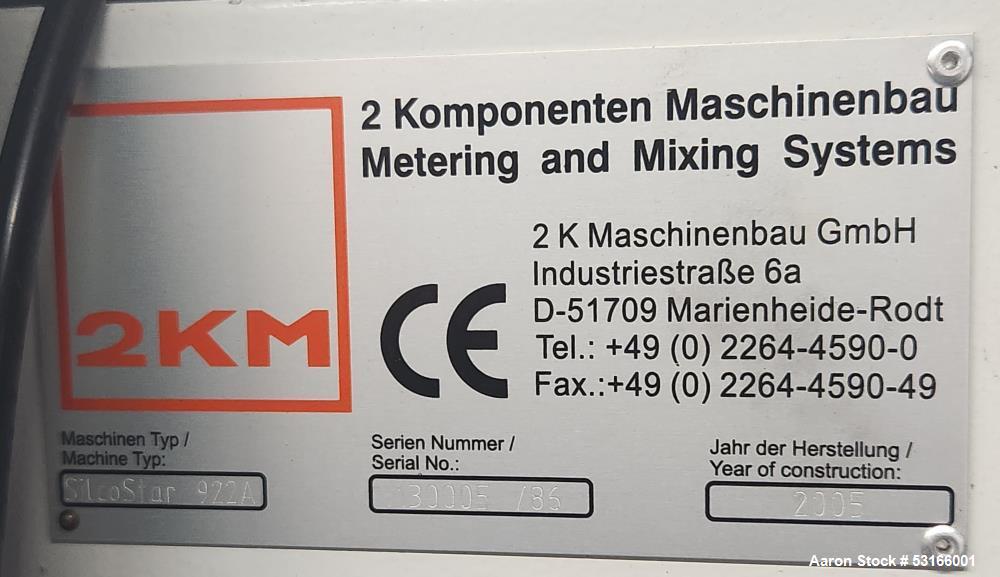 2KM
2 Komponenten Maschinenbau
Metering and Mixing Systems
CE
2 K Maschinenbau GmbH
Industriestraße 6a
D-51709 Marienheide-Rodt
Tel.: +49 (0) 2264-4590-0
Fax.:+49 (0) 2264-4590-49
Maschinen Typ /
Machine Typ:
SilcoStar 922A
Serien Nummer /
Serial No.:
/86
Jahr der Herstellung /
Year of construction:
2005
Aaron Stock # 53166001